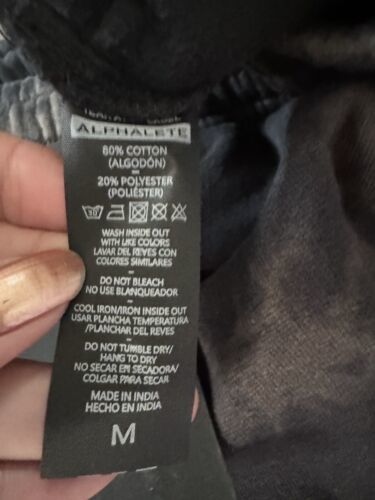 ALPHALETE
80% COTTON
(ALGODÓN)
20% POLYESTER
(POLIÉSTER)
30
WASH INSIDE OUT
WITH LIKE COLORS
LAVAR DEL REVES CON
COLORES SIMILARES
DO NOT BLEACH
NO USE BLANQUEADOR
COOL IRON/IRON INSIDE OUT
USAR PLANCHA TEMPERATURA
/PLANCHAR DEL REVES
DO NOT TUMBLE DRY/
HANG TO DRY
NO SECAR EN SECADORA/
COLGAR PARA SECAR
MADE IN INDIA
HECHO EN INDIA
M